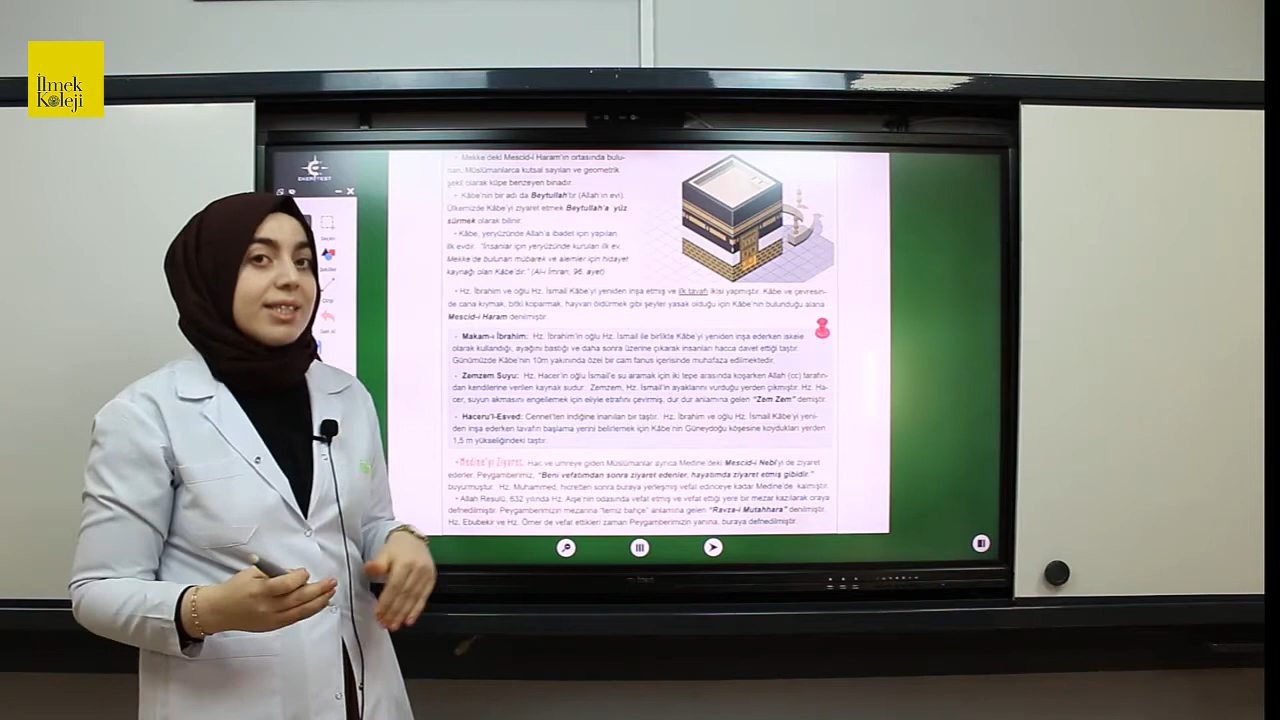 İlmek
Koleji
EKERİTEST
Seçim
Şekiller
Çizgi
Geri Al
• Mekke'deki Mescid-i Haram'ın ortasında bulu-
nan, Müslümanlarca kutsal sayılan ve geometrik
şekil olarak küpe benzeyen binadır.
• Kâbe'nin bir adı da Beytullah'tır (Allah'ın evi).
Ülkemizde Kâbe'yi ziyaret etmek Beytullah'a yüz
sürmek olarak bilinir.
• Kâbe, yeryüzünde Allah'a ibadet için yapılan
ilk evdir. "İnsanlar için yeryüzünde kurulan ilk ev,
Mekke'de bulunan mübarek ve alemler için hidayet
kaynağı olan Kâbe'dir." (Al-i İmran; 96. ayet)
• Hz. İbrahim ve oğlu Hz. İsmail Kâbe'yi yeniden inşa etmiş ve ilk tavafı ikisi yapmıştır. Kâbe ve çevresin-
de cana kıymak, bitki koparmak, hayvan öldürmek gibi şeyler yasak olduğu için Kâbe'nin bulunduğu alana
Mescid-i Haram denilmiştir.
- Makam-ı İbrahim: Hz. İbrahim'in oğlu Hz. İsmail ile birlikte Kâbe'yi yeniden inşa ederken iskele
olarak kullandığı, ayağını bastığı ve daha sonra üzerine çıkarak insanları hacca davet ettiği taştır.
Günümüzde Kâbe'nin 10m yakınında özel bir cam fanus içerisinde muhafaza edilmektedir.
- Zemzem Suyu: Hz. Hacer'in oğlu İsmail'e su aramak için iki tepe arasında koşarken Allah (cc) tarafın-
dan kendilerine verilen kaynak sudur. Zemzem, Hz. İsmail'in ayaklarını vurduğu yerden çıkmıştır. Hz. Ha-
cer, suyun akmasını engellemek için eliyle etrafını çevirmiş, dur dur anlamına gelen "Zem Zem" demiştir.
- Haceru'l-Esved: Cennet'ten indiğine inanılan bir taştır. Hz. İbrahim ve oğlu Hz. İsmail Kâbe'yi yeni-
den inşa ederken tavafın başlama yerini belirlemek için Kâbe'nin Güneydoğu köşesine koydukları yerden
1,5 m yüksekliğindeki taştır.
• Medine'yi Ziyaret: Hac ve umreye giden Müslümanlar ayrıca Medine'deki Mescid-i Nebi'yi de ziyaret
ederler. Peygamberimiz, "Beni vefatımdan sonra ziyaret edenler, hayatımda ziyaret etmiş gibidir."
buyurmuştur. Hz. Muhammed, hicretten sonra buraya yerleşmiş vefat edinceye kadar Medine'de kalmıştır.
• Allah Resulü, 632 yılında Hz. Aişe'nin odasında vefat etmiş ve vefat ettiği yere bir mezar kazılarak oraya
defnedilmiştir. Peygamberimizin mezarına "temiz bahçe" anlamına gelen "Ravza-i Mutahhara" denilmiştir.
Hz. Ebubekir ve Hz. Ömer de vefat ettikleri zaman Peygamberimizin yanına, buraya defnedilmiştir.